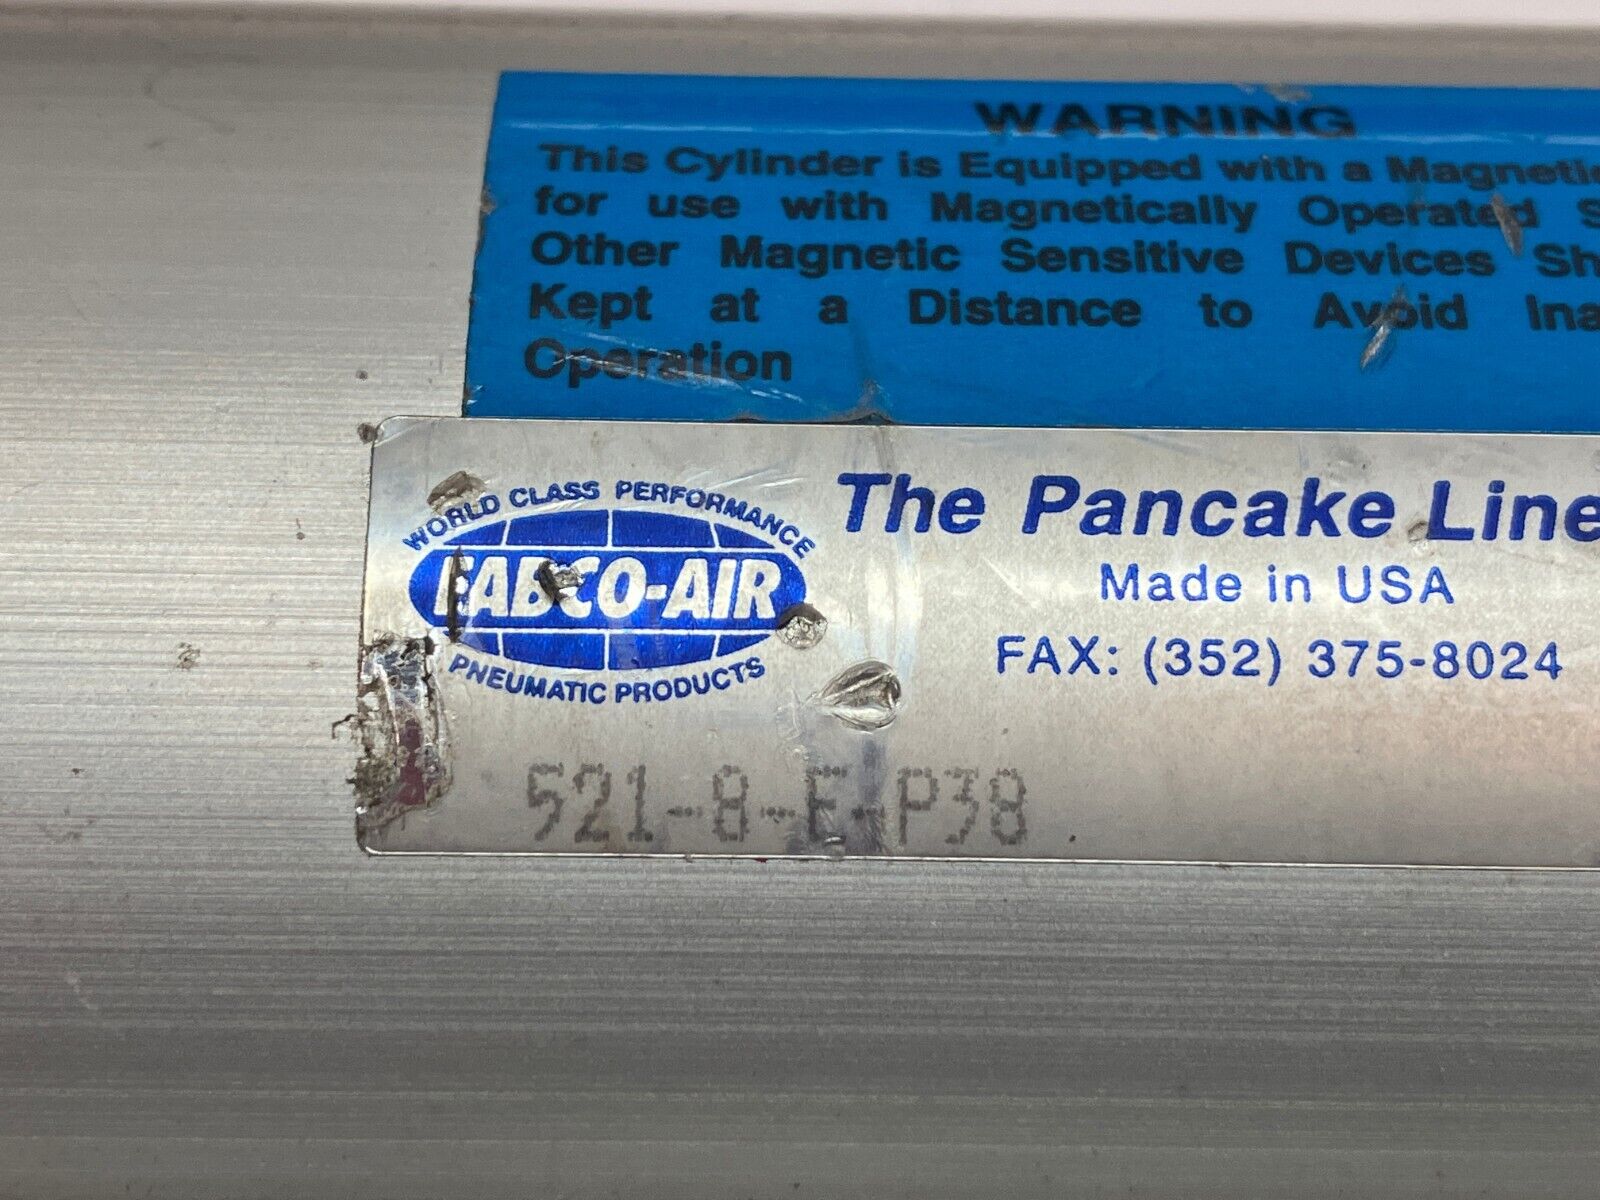 WARNING
This Cylinder is Equipped with a Magnetic
for use with Magnetically Operated S
Other Magnetic Sensitive Devices Sh
Kept at a Distance to Avoid Ina
Operation
WORLD CLASS PERFORMANCE
FABCO-AIR
PNEUMATIC PRODUCTS
The Pancake Line
Made in USA
FAX: (352) 375-8024
521-8-E-P38